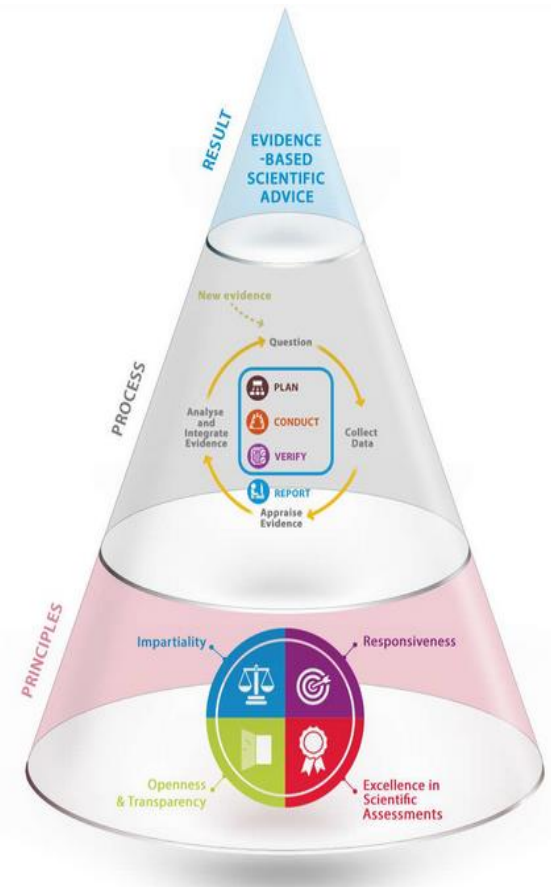 RESULT
EVIDENCE
-BASED
SCIENTIFIC
ADVICE
PROCESS
New evidence
Question
PLAN
CONDUCT
VERIFY
REPORT
Analyse
and
Integrate
Evidence
Collect
Data
Appraise
Evidence
PRINCIPLES
Impartiality
Responsiveness
Openness
& Transparency
Excellence in
Scientific
Assessments